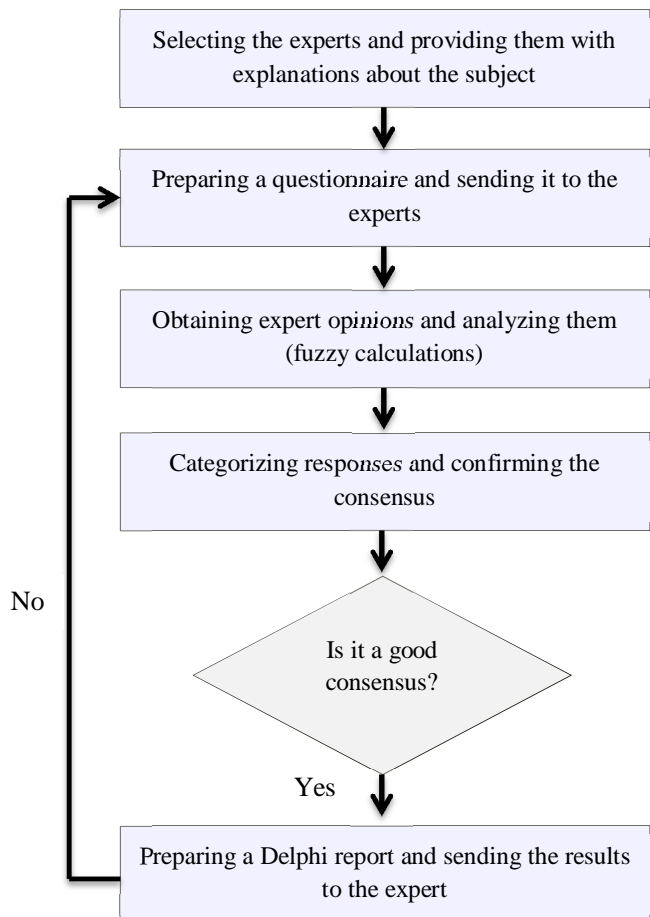 Selecting the experts and providing them with
explanations about the subject
Preparing a questionnaire and sending it to the
experts
Obtaining expert opinions and analyzing them
(fuzzy calculations)
Categorizing responses and confirming the
consensus
No
Is it a good
consensus?
Yes
Preparing a Delphi report and sending the results
to the expert